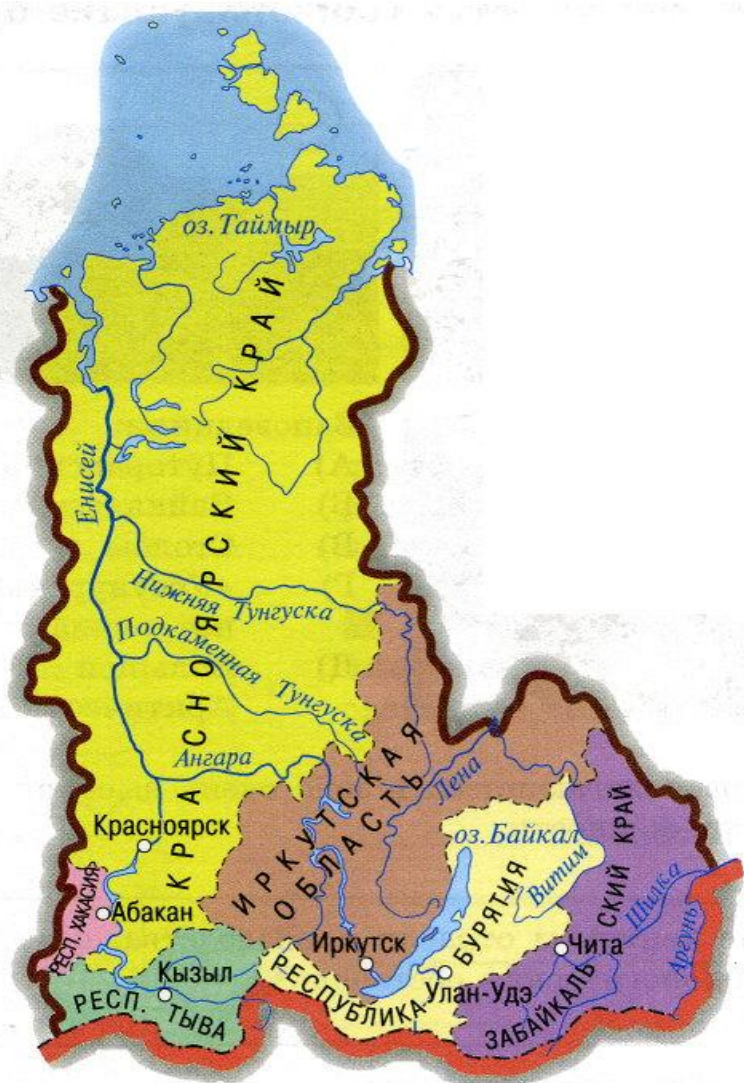 оз. Таймыр
КРАСНОЯРСКИЙ КРАЙ
Енисей
Нижняя Тунгуска
Подкаменная Тунгуска
Ангара
ИРКУТСКАЯ
ОБЛАСТЬ
Лена
Красноярск
оз. Байкал
Витим
ЗАБАЙКАЛЬСКИЙ КРАЙ
Шилка
Аргунь
РЕСП. ХАКАСИЯ
Абакан
Иркутск
Чита
Кызыл
Улан-Удэ
РЕСП. ТЫВА
РЕСПУБЛИКА БУРЯТИЯ